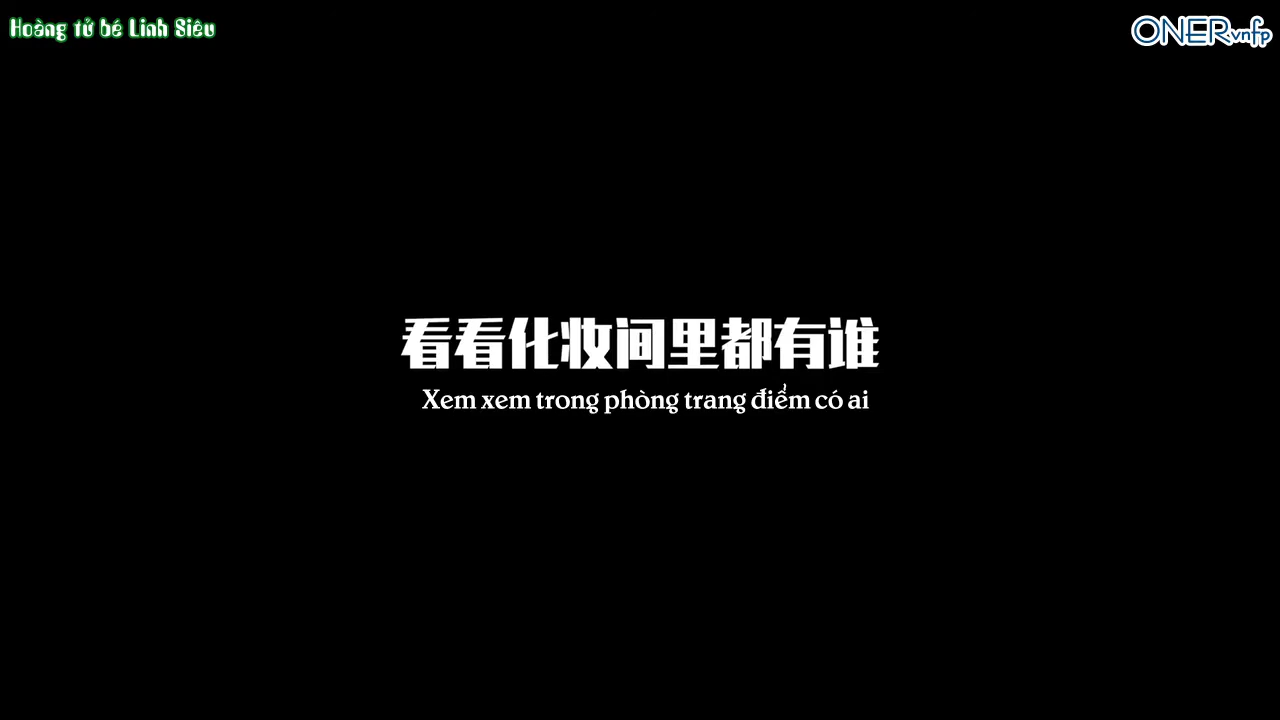 Hoàng tử bé Linh Siêu
ONERvnfp
看看化妆间里都有谁
Xem xem trong phòng trang điểm có ai